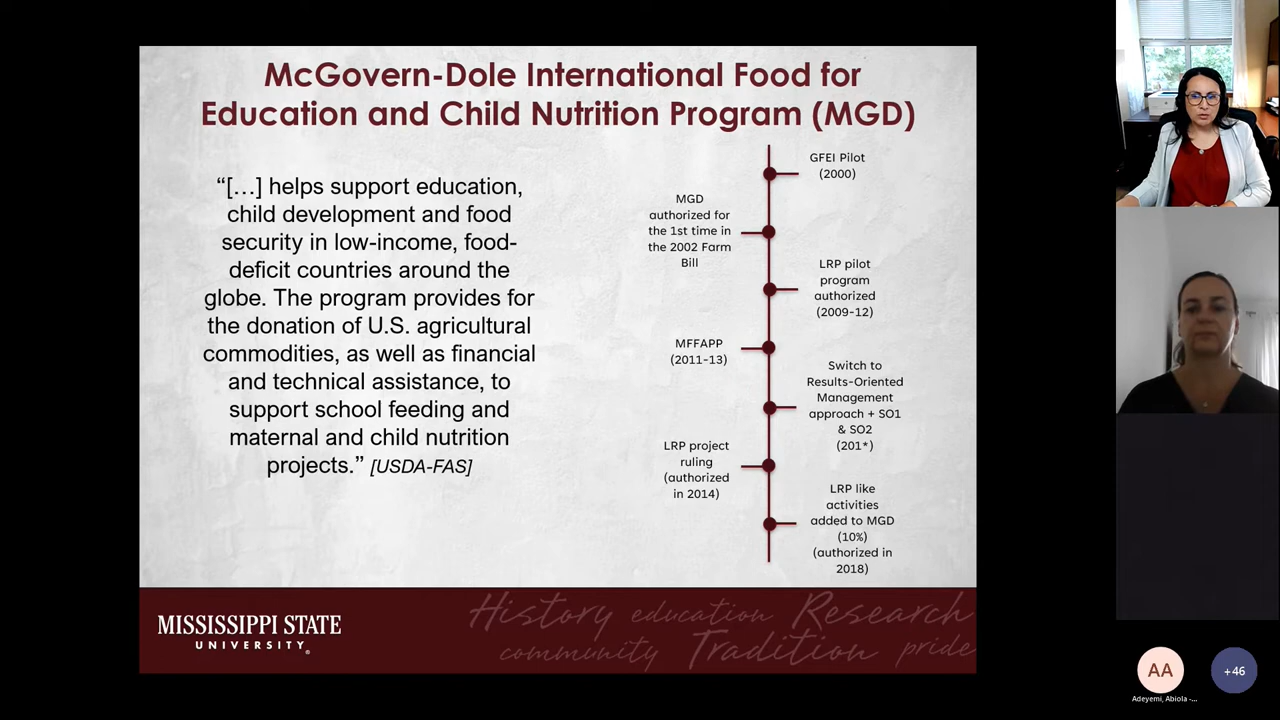 McGovern-Dole International Food for
Education and Child Nutrition Program (MGD)
“[…] helps support education,
child development and food
security in low-income, food-
deficit countries around the
globe. The program provides for
the donation of U.S. agricultural
commodities, as well as financial
and technical assistance, to
support school feeding and
maternal and child nutrition
projects.” [USDA-FAS]
GFEI Pilot
(2000)
MGD
authorized for
the 1st time in
the 2002 Farm
Bill
LRP pilot
program
authorized
(2009-12)
MFFAPP
(2011-13)
Switch to
Results-Oriented
Management
approach + SO1
& SO2
(201*)
LRP project
ruling
(authorized
in 2014)
LRP like
activities
added to MGD
(10%)
(authorized in
2018)
MISSISSIPPI STATE
UNIVERSITY®
History education Research
community Tradition pride
AA
+46
Adeyemi, Abiola -...